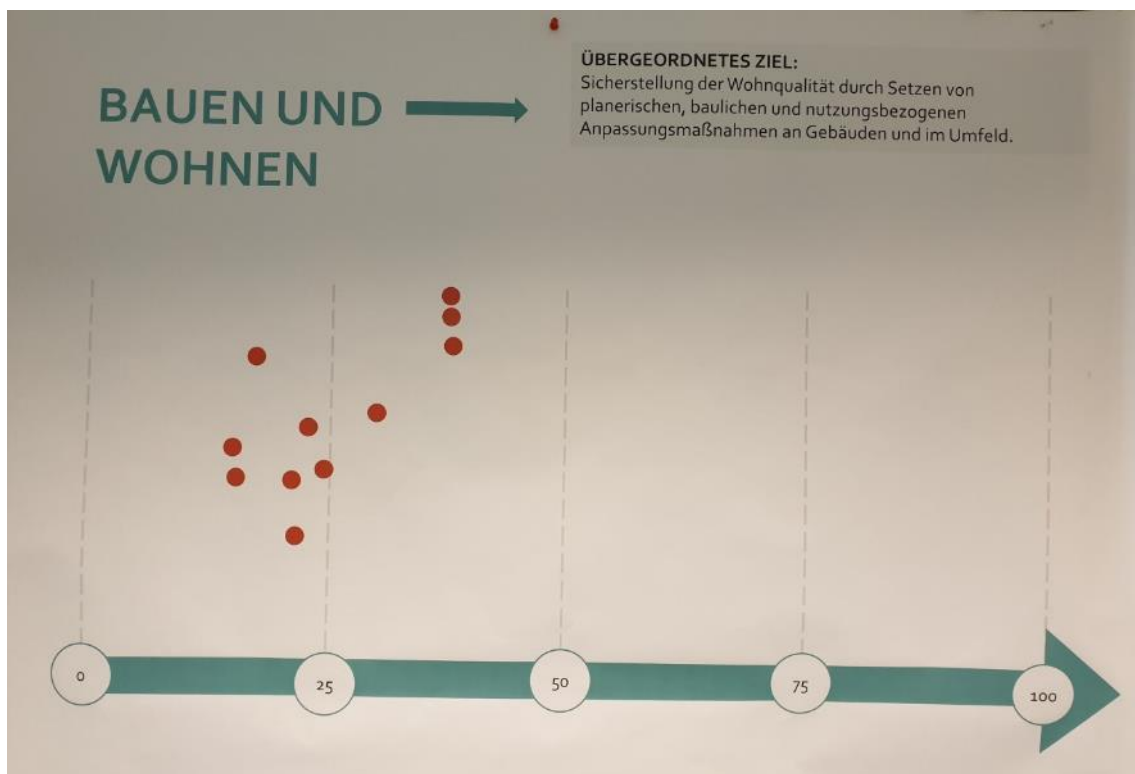 BAUEN UND
WOHNEN
ÜBERGEORDNETES ZIEL:
Sicherstellung der Wohnqualität durch Setzen von
planerischen, baulichen und nutzungsbezogenen
Anpassungsmaßnahmen an Gebäuden und im Umfeld.
0
25
50
75
100